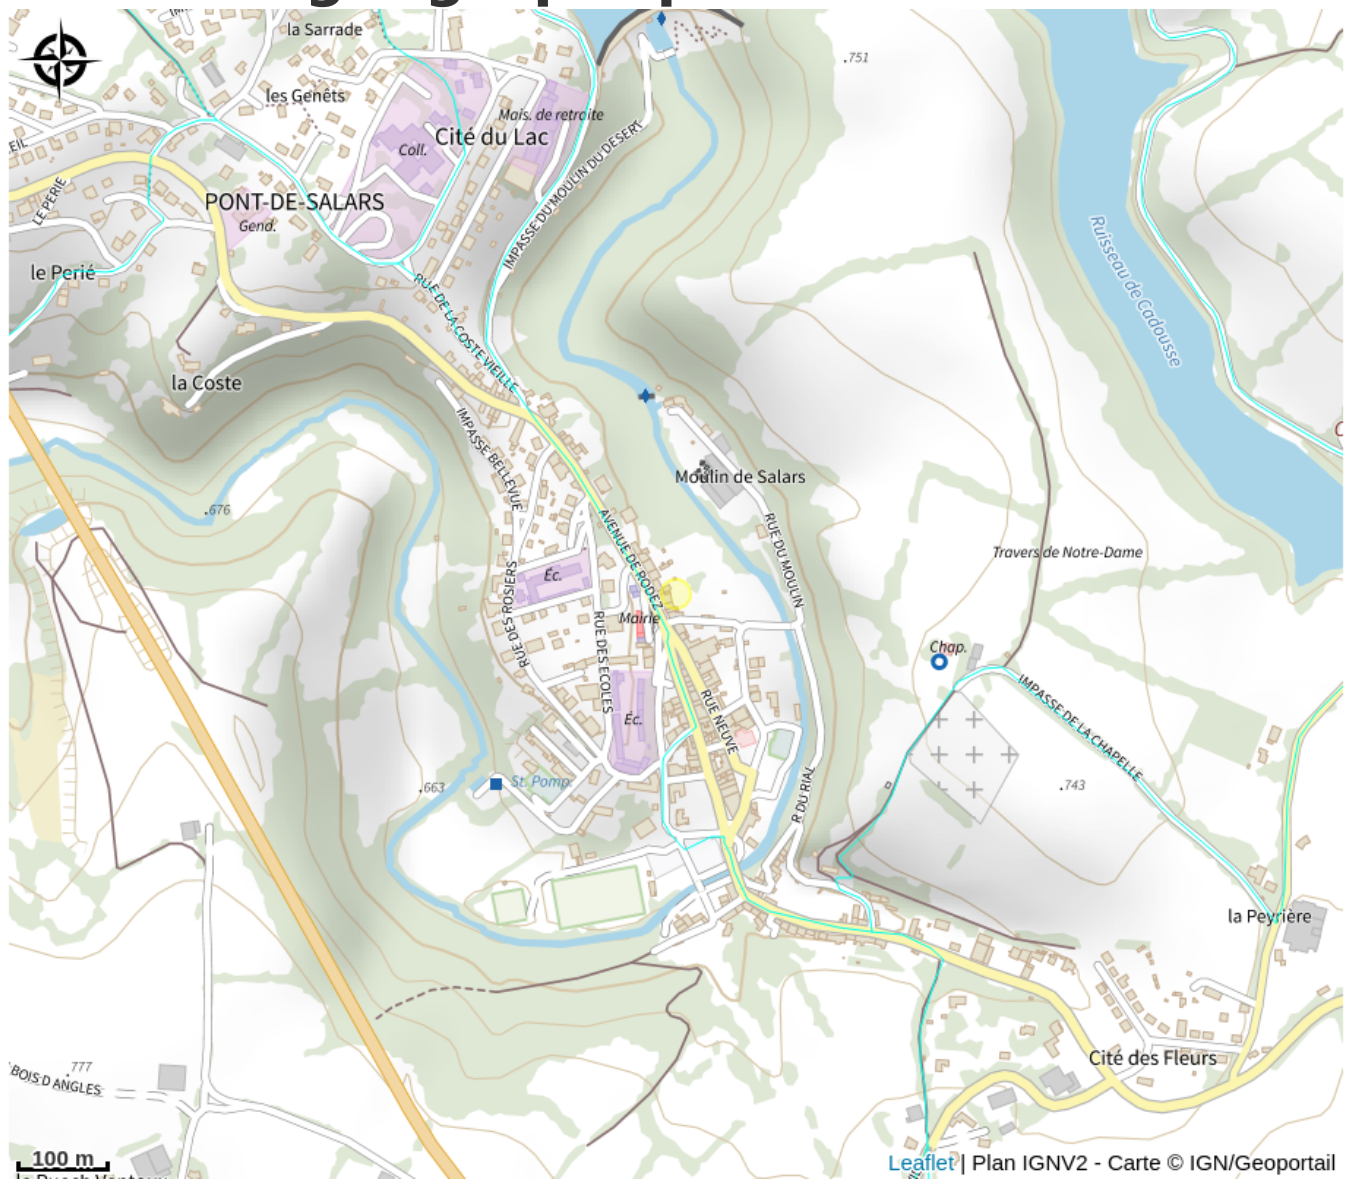 la Sarrade
751
les Genêts
Mais. de retraite
Cité du Lac
Coll.
LE PERIE
PONT-DE-SALARS
Gend.
IMPASSE DU MOULIN DU DESERT
Ruisseau de Cadousse
le Perié
RUE DE LA COSTE VIEILLE
la Coste
IMPASSE BELLEVUE
Moulin de Salars
676
AVENUE DE RODEZ
RUE DU MOULIN
Travers de Notre-Dame
Éc.
RUE DES ROSIERS
Mairie
RUE DES ECOLES
Chap.
IMPASSE DE LA CHAPELLE
RUE NEUVE
Éc.
St. Pomp.
663
743
R DU RIAL
la Peyrière
Cité des Fleurs
777
BOIS D ANGLES
100 m
Leaflet | Plan IGNV2 - Carte © IGN/Geoportail